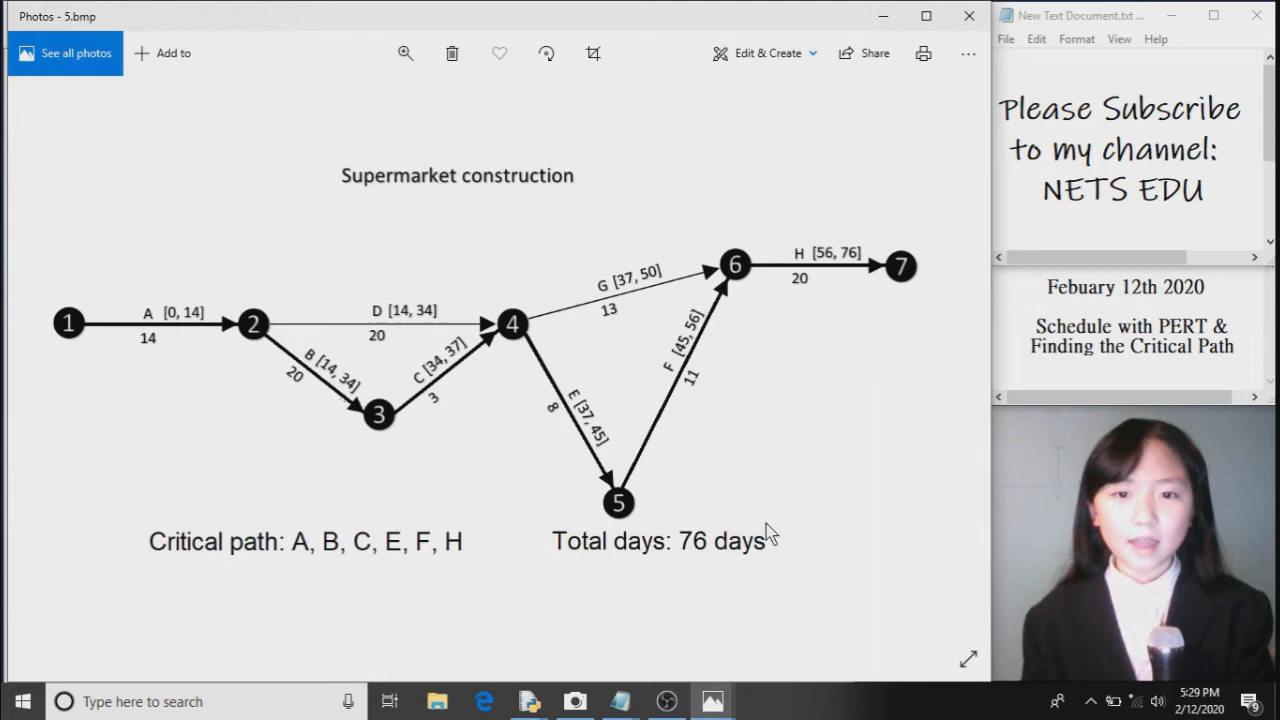 Photos - 5.bmp
See all photos
Add to
Edit & Create
Share
Supermarket construction
A [0, 14]
14
D [14, 34]
20
B [14, 34]
20
C [34, 37]
3
G [37, 50]
13
E [37, 45]
8
F [45, 56]
11
H [56, 76]
20
1
2
3
4
5
6
7
Critical path: A, B, C, E, F, H
Total days: 76 days
New Text Document.txt ...
File Edit Format View Help
Please Subscribe
to my channel:
NETS EDU
Febuary 12th 2020
Schedule with PERT &
Finding the Critical Path
Type here to search
5:29 PM
2/12/2020
9